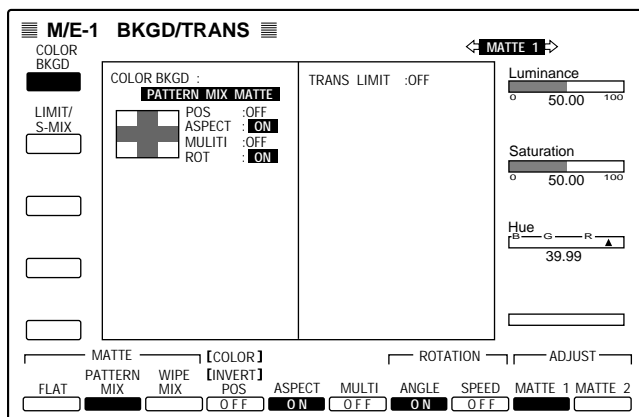 M/E-1 BKGD/TRANS
COLOR
BKGD
MATTE 1
COLOR BKGD :
PATTERN MIX MATTE
POS :OFF
ASPECT : ON
MULITI :OFF
ROT : ON
TRANS LIMIT :OFF
Luminance
0 50.00 100
LIMIT/
S-MIX
Saturation
0 50.00 100
Hue
B G R
39.99
MATTE [COLOR] ROTATION ADJUST
FLAT PATTERN MIX WIPE MIX [INVERT] POS ASPECT MULTI ANGLE SPEED MATTE 1 MATTE 2
OFF ON OFF ON OFF